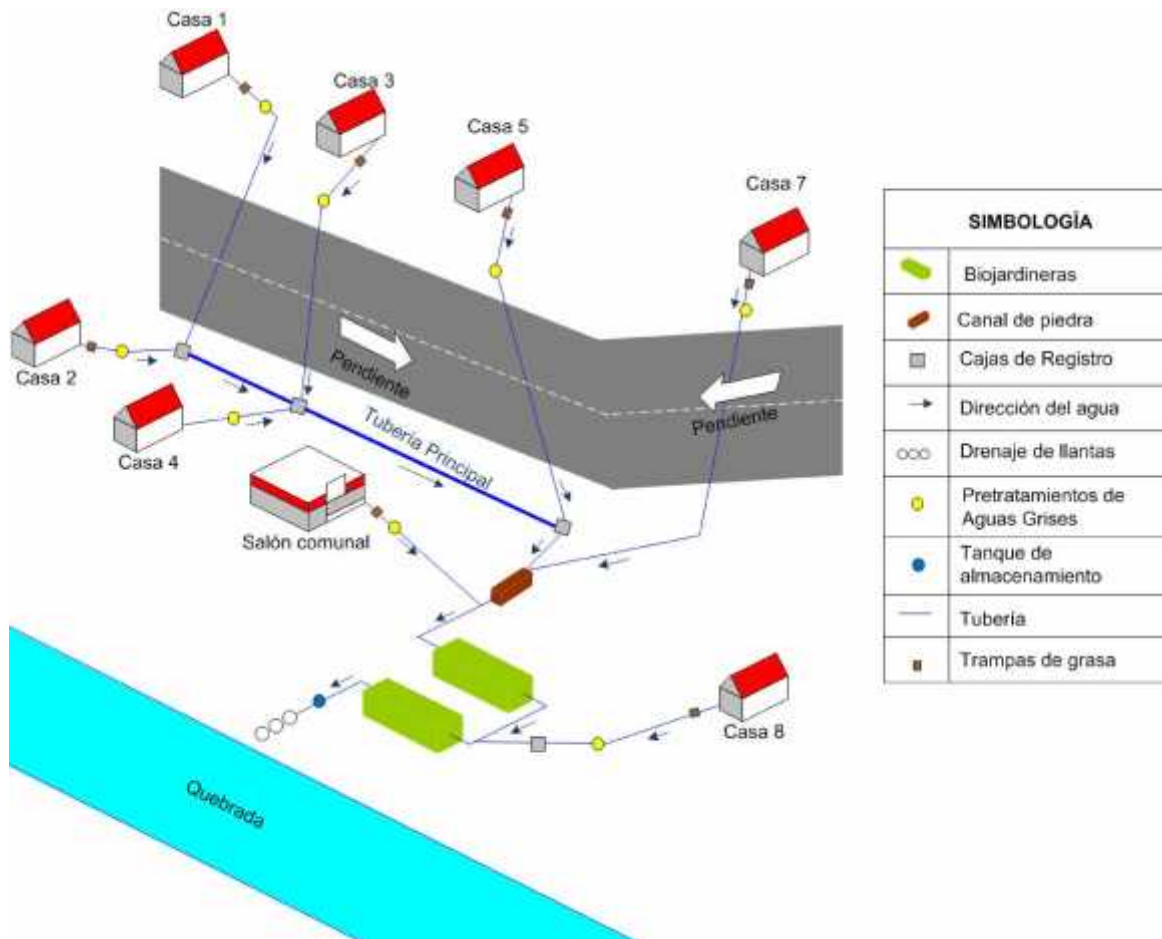 Casa 1
Casa 3
Casa 5
Casa 7
Casa 2
Casa 4
Pendiente
Pendiente
Tubería Principal
Salón comunal
Casa 8
Quebrada
SIMBOLOGÌA
Biojardineras
Canal de piedra
Cajas de Registro
Dirección del agua
Drenaje de llantas
Pretratamientos de
Aguas Grises
Tanque de
almacenamiento
Tubería
Trampas de grasa